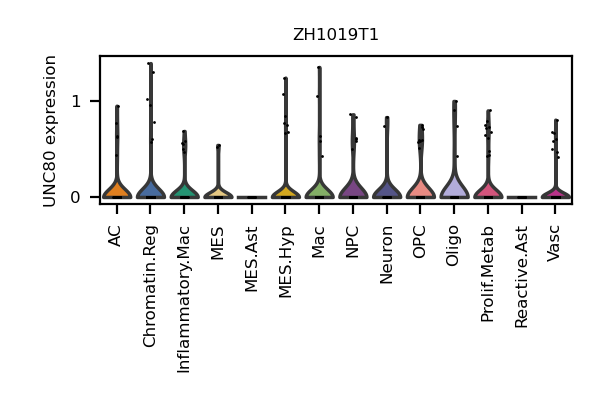 ZH1019T1
UNC80 expression
1
0
AC
Chromatin.Reg
Inflammatory.Mac
MES
MES.Ast
MES.Hyp
Mac
NPC
Neuron
OPC
Oligo
Prolif.Metab
Reactive.Ast
Vasc